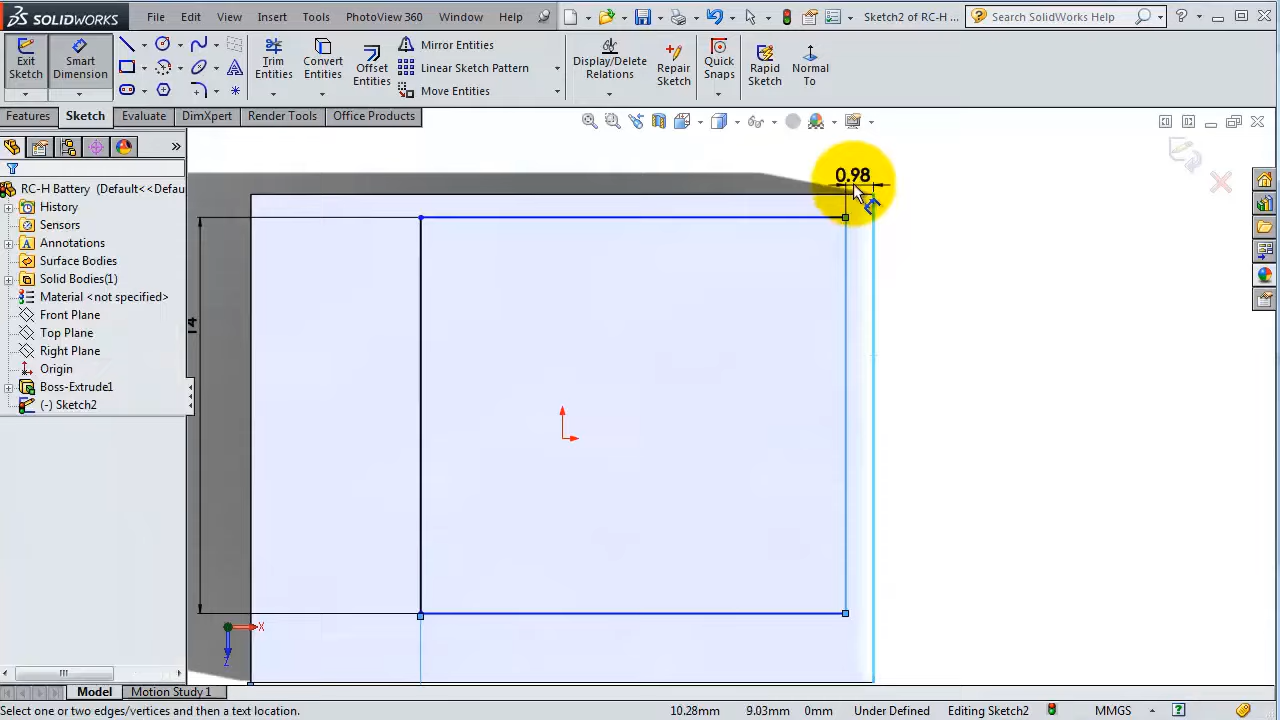 SOLIDWORKS
File Edit View Insert Tools PhotoView 360 Window Help
Sketch2 of RC-H ...
Search SolidWorks Help
Exit Sketch
Smart Dimension
Trim Entities
Convert Entities
Offset Entities
Mirror Entities
Linear Sketch Pattern
Move Entities
Display/Delete Relations
Repair Sketch
Quick Snaps
Rapid Sketch
Normal To
Features Sketch Evaluate DimXpert Render Tools Office Products
RC-H Battery (Default<<Defau
History
Sensors
Annotations
Surface Bodies
Solid Bodies(1)
Material <not specified>
Front Plane
Top Plane
Right Plane
Origin
Boss-Extrude1
(-) Sketch2
0.98
14
X
Z
Model Motion Study 1
Select one or two edges/vertices and then a text location.
10.28mm 9.03mm 0mm Under Defined Editing Sketch2 MMGS